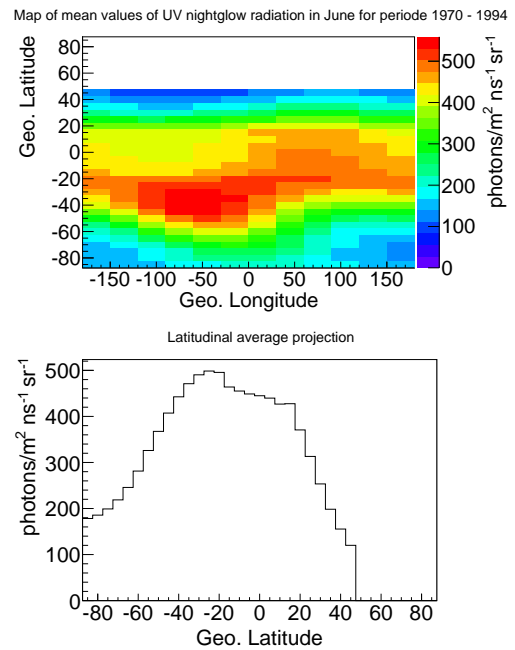 Map of mean values of UV nightglow radiation in June for periode 1970 - 1994
Geo. Latitude
80
60
40
20
0
-20
-40
-60
-80
-150 -100 -50 0 50 100 150
Geo. Longitude
500
400
300
200
100
0
photons/m² ns⁻¹ sr⁻¹
Latitudinal average projection
photons/m² ns⁻¹ sr⁻¹
500
400
300
200
100
0
-80 -60 -40 -20 0 20 40 60 80
Geo. Latitude